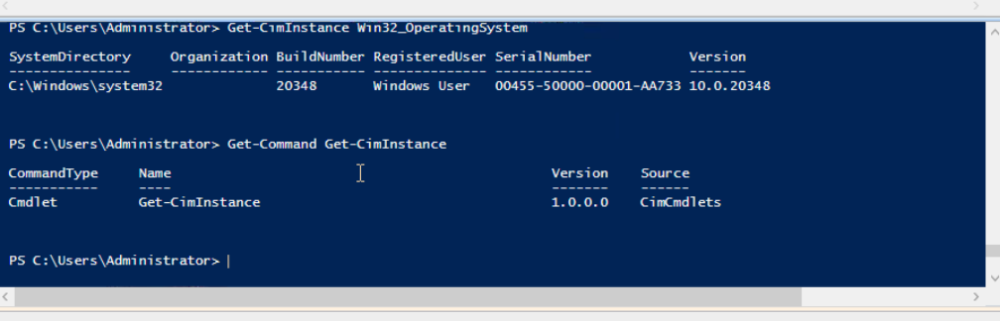 PS C:\Users\Administrator> Get-CimInstance Win32_OperatingSystem
SystemDirectory Organization BuildNumber RegisteredUser SerialNumber Version
--------------- ------------ ----------- -------------- ------------ -------
C:\Windows\system32 20348 Windows User 00455-50000-00001-AA733 10.0.20348
PS C:\Users\Administrator> Get-Command Get-CimInstance
CommandType Name Version Source
----------- ---- ------- ------
Cmdlet Get-CimInstance 1.0.0.0 CimCmdlets
PS C:\Users\Administrator>